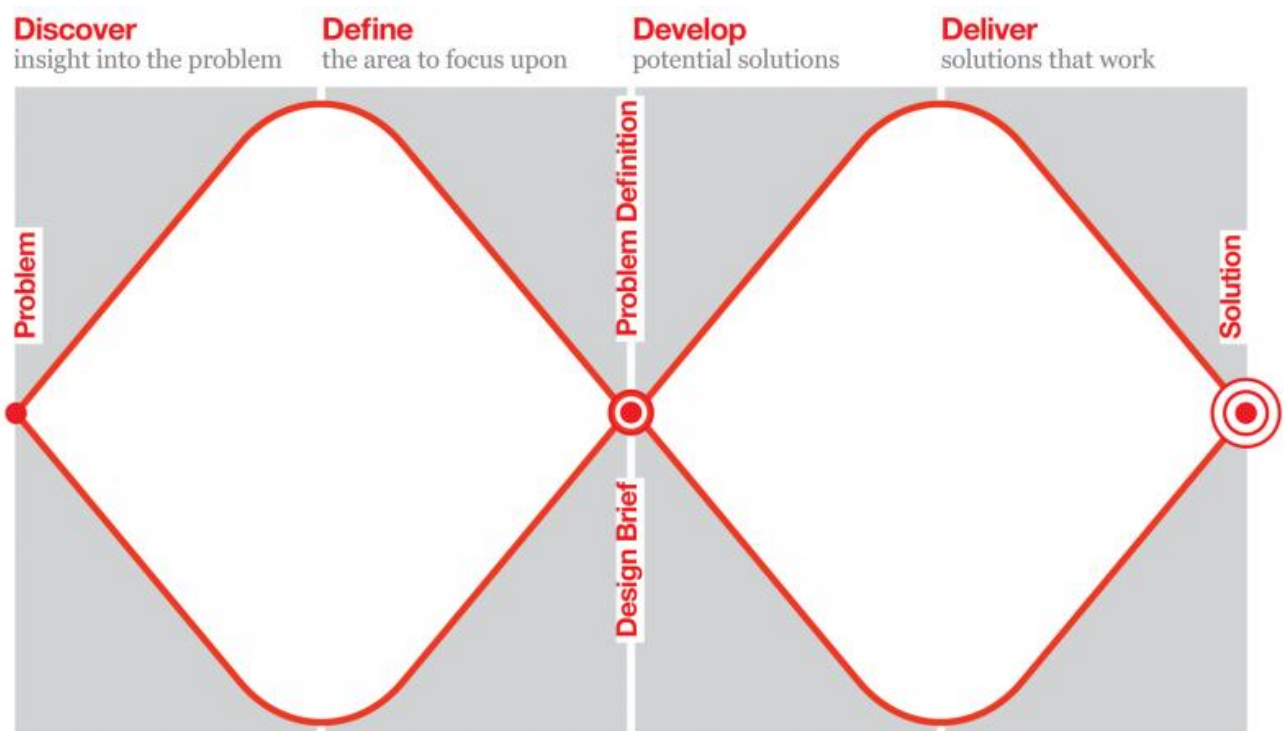 Discover
insight into the problem
Define
the area to focus upon
Develop
potential solutions
Deliver
solutions that work
Problem
Problem Definition
Design Brief
Solution